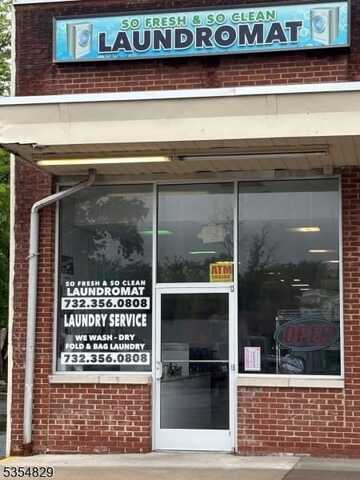 SO FRESH & SO CLEAN
LAUNDROMAT
ATM
INSIDE
SO FRESH & SO CLEAN
LAUNDROMAT
732.356.0808
LAUNDRY SERVICE
WE WASH - DRY
FOLD & BAG LAUNDRY
732.356.0808
OPEN
5354829